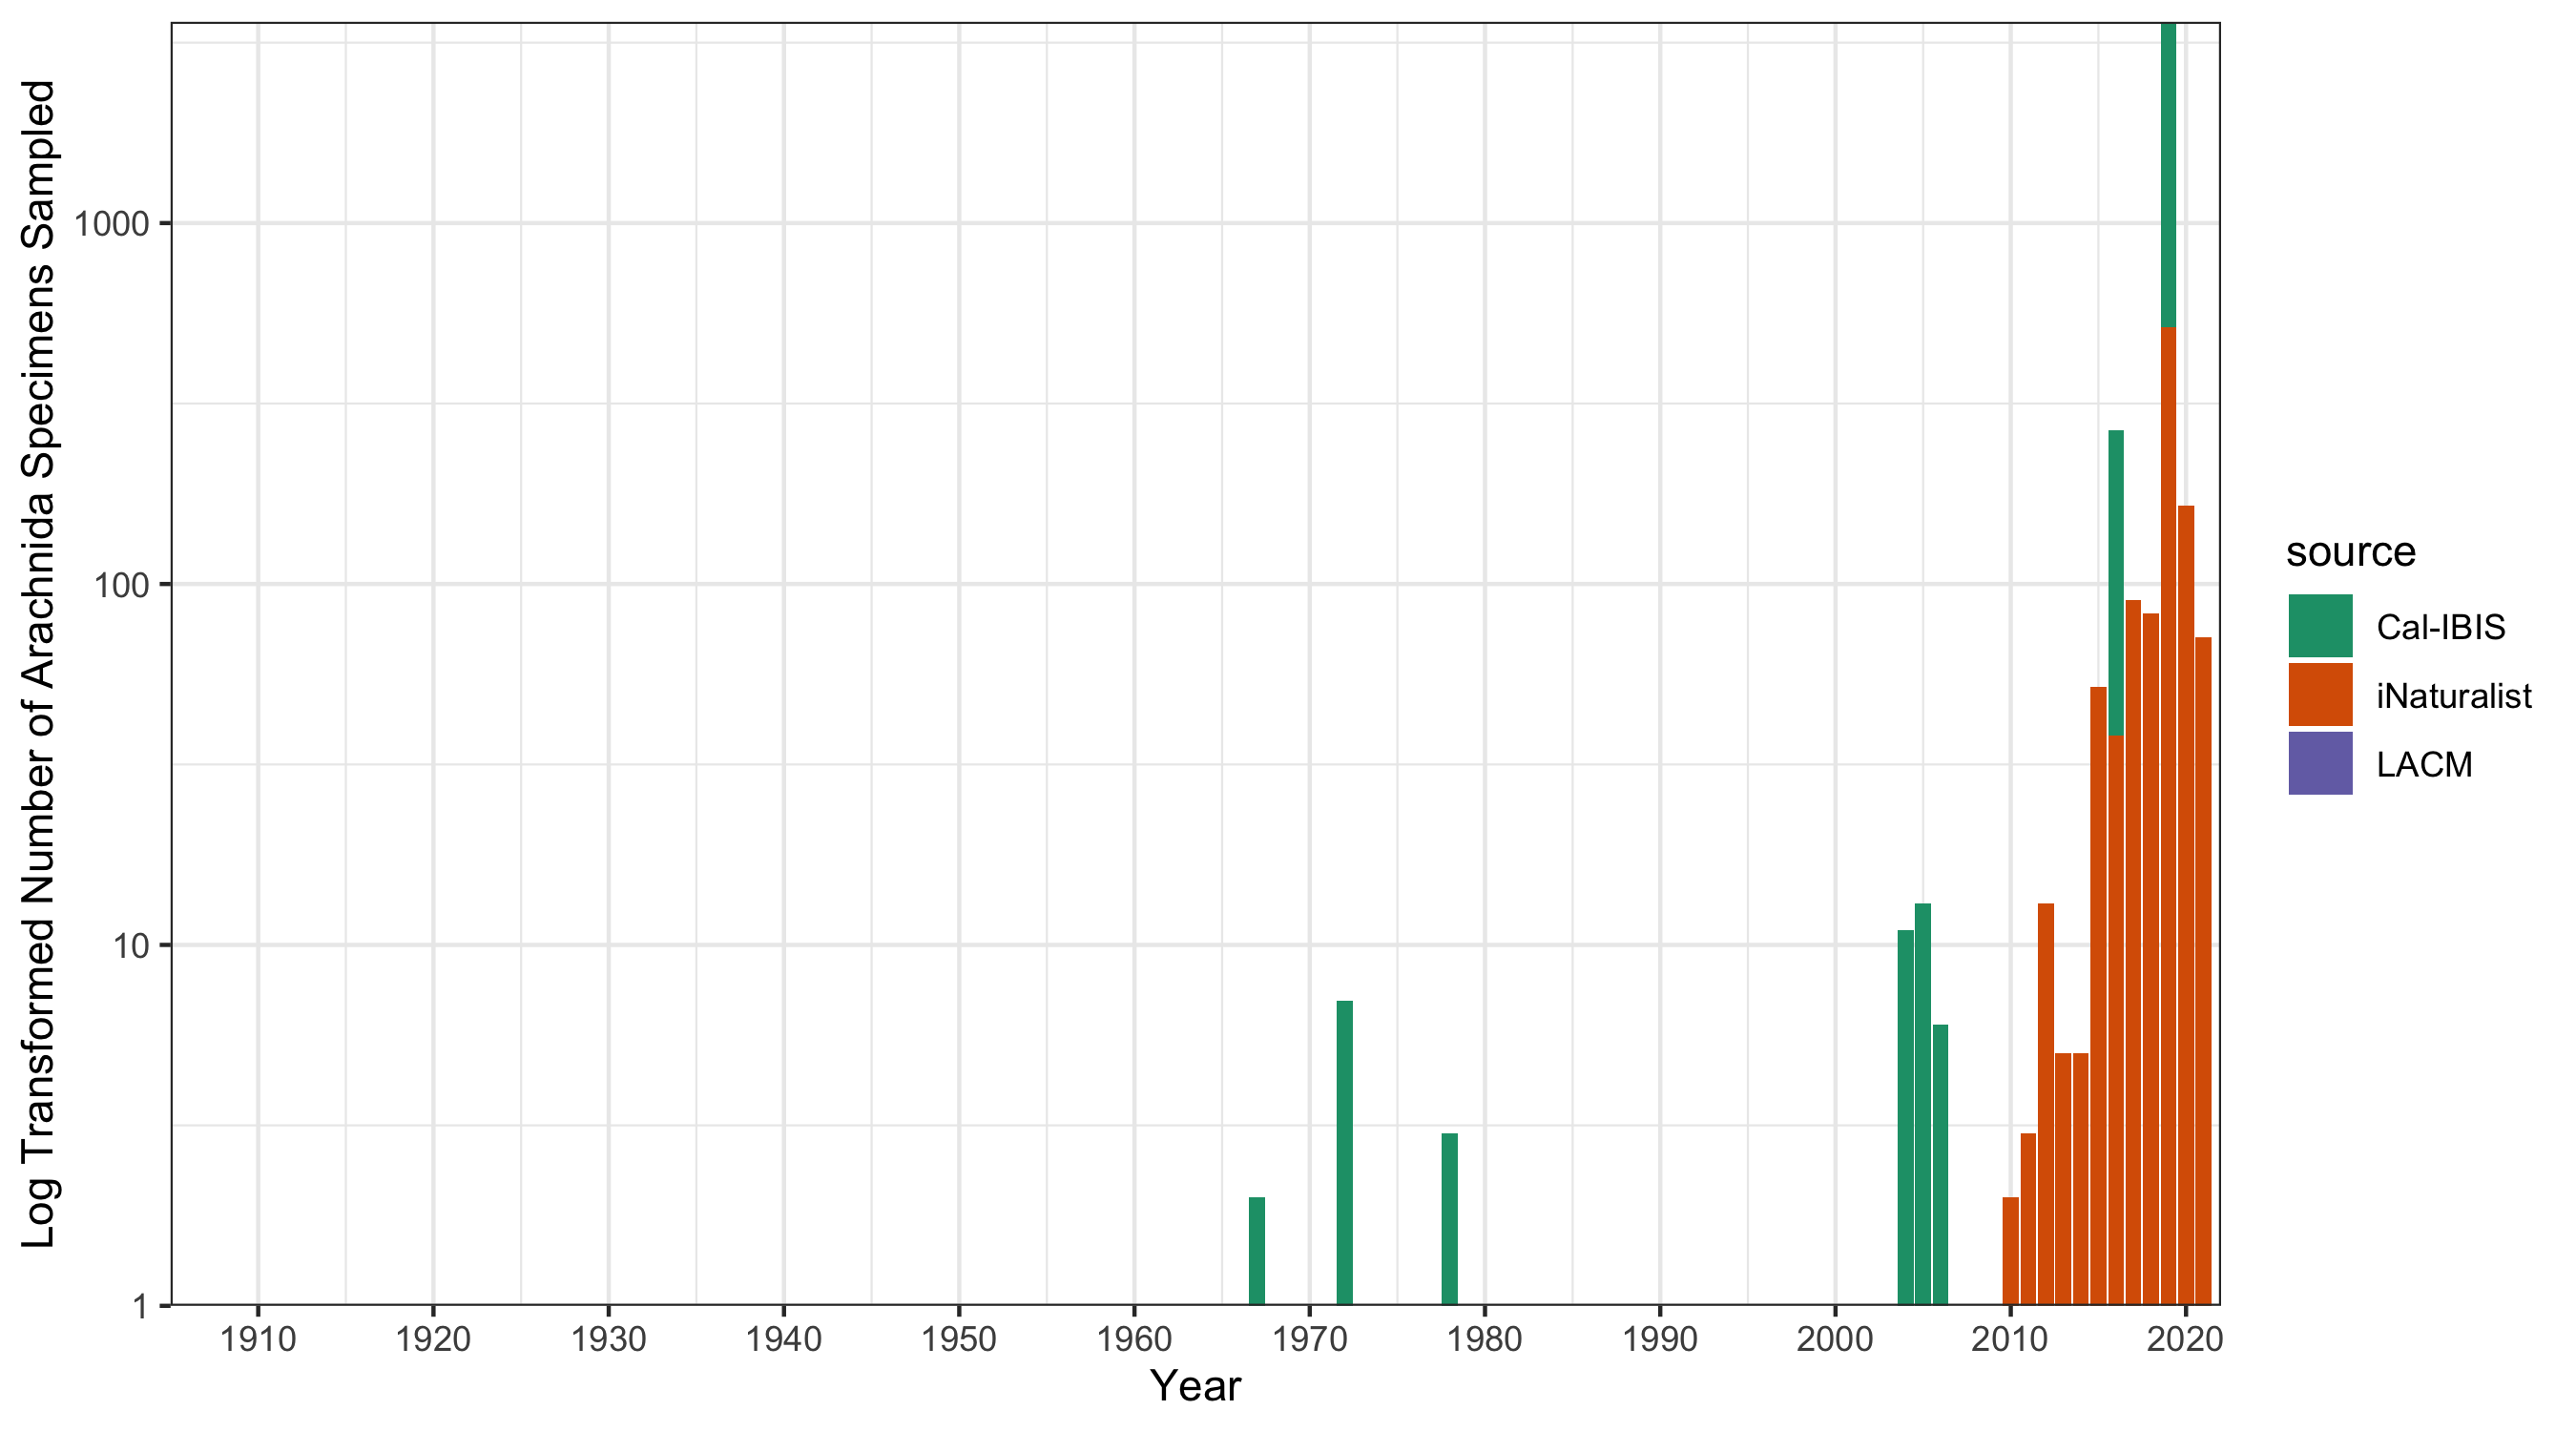 Log Transformed Number of Arachnida Specimens Sampled
1000
100
10
1
1910 1920 1930 1940 1950 1960 1970 1980 1990 2000 2010 2020
Year
source
Cal-IBIS
iNaturalist
LACM